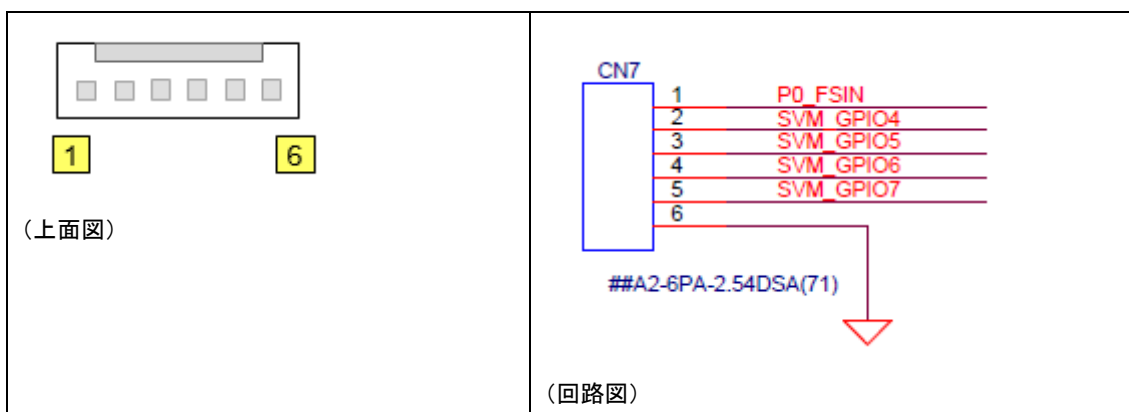 1
6
（上面図）
CN7
1 P0_FSIN
2 SVM_GPIO4
3 SVM_GPIO5
4 SVM_GPIO6
5 SVM_GPIO7
6
##A2-6PA-2.54DSA(71)
（回路図）